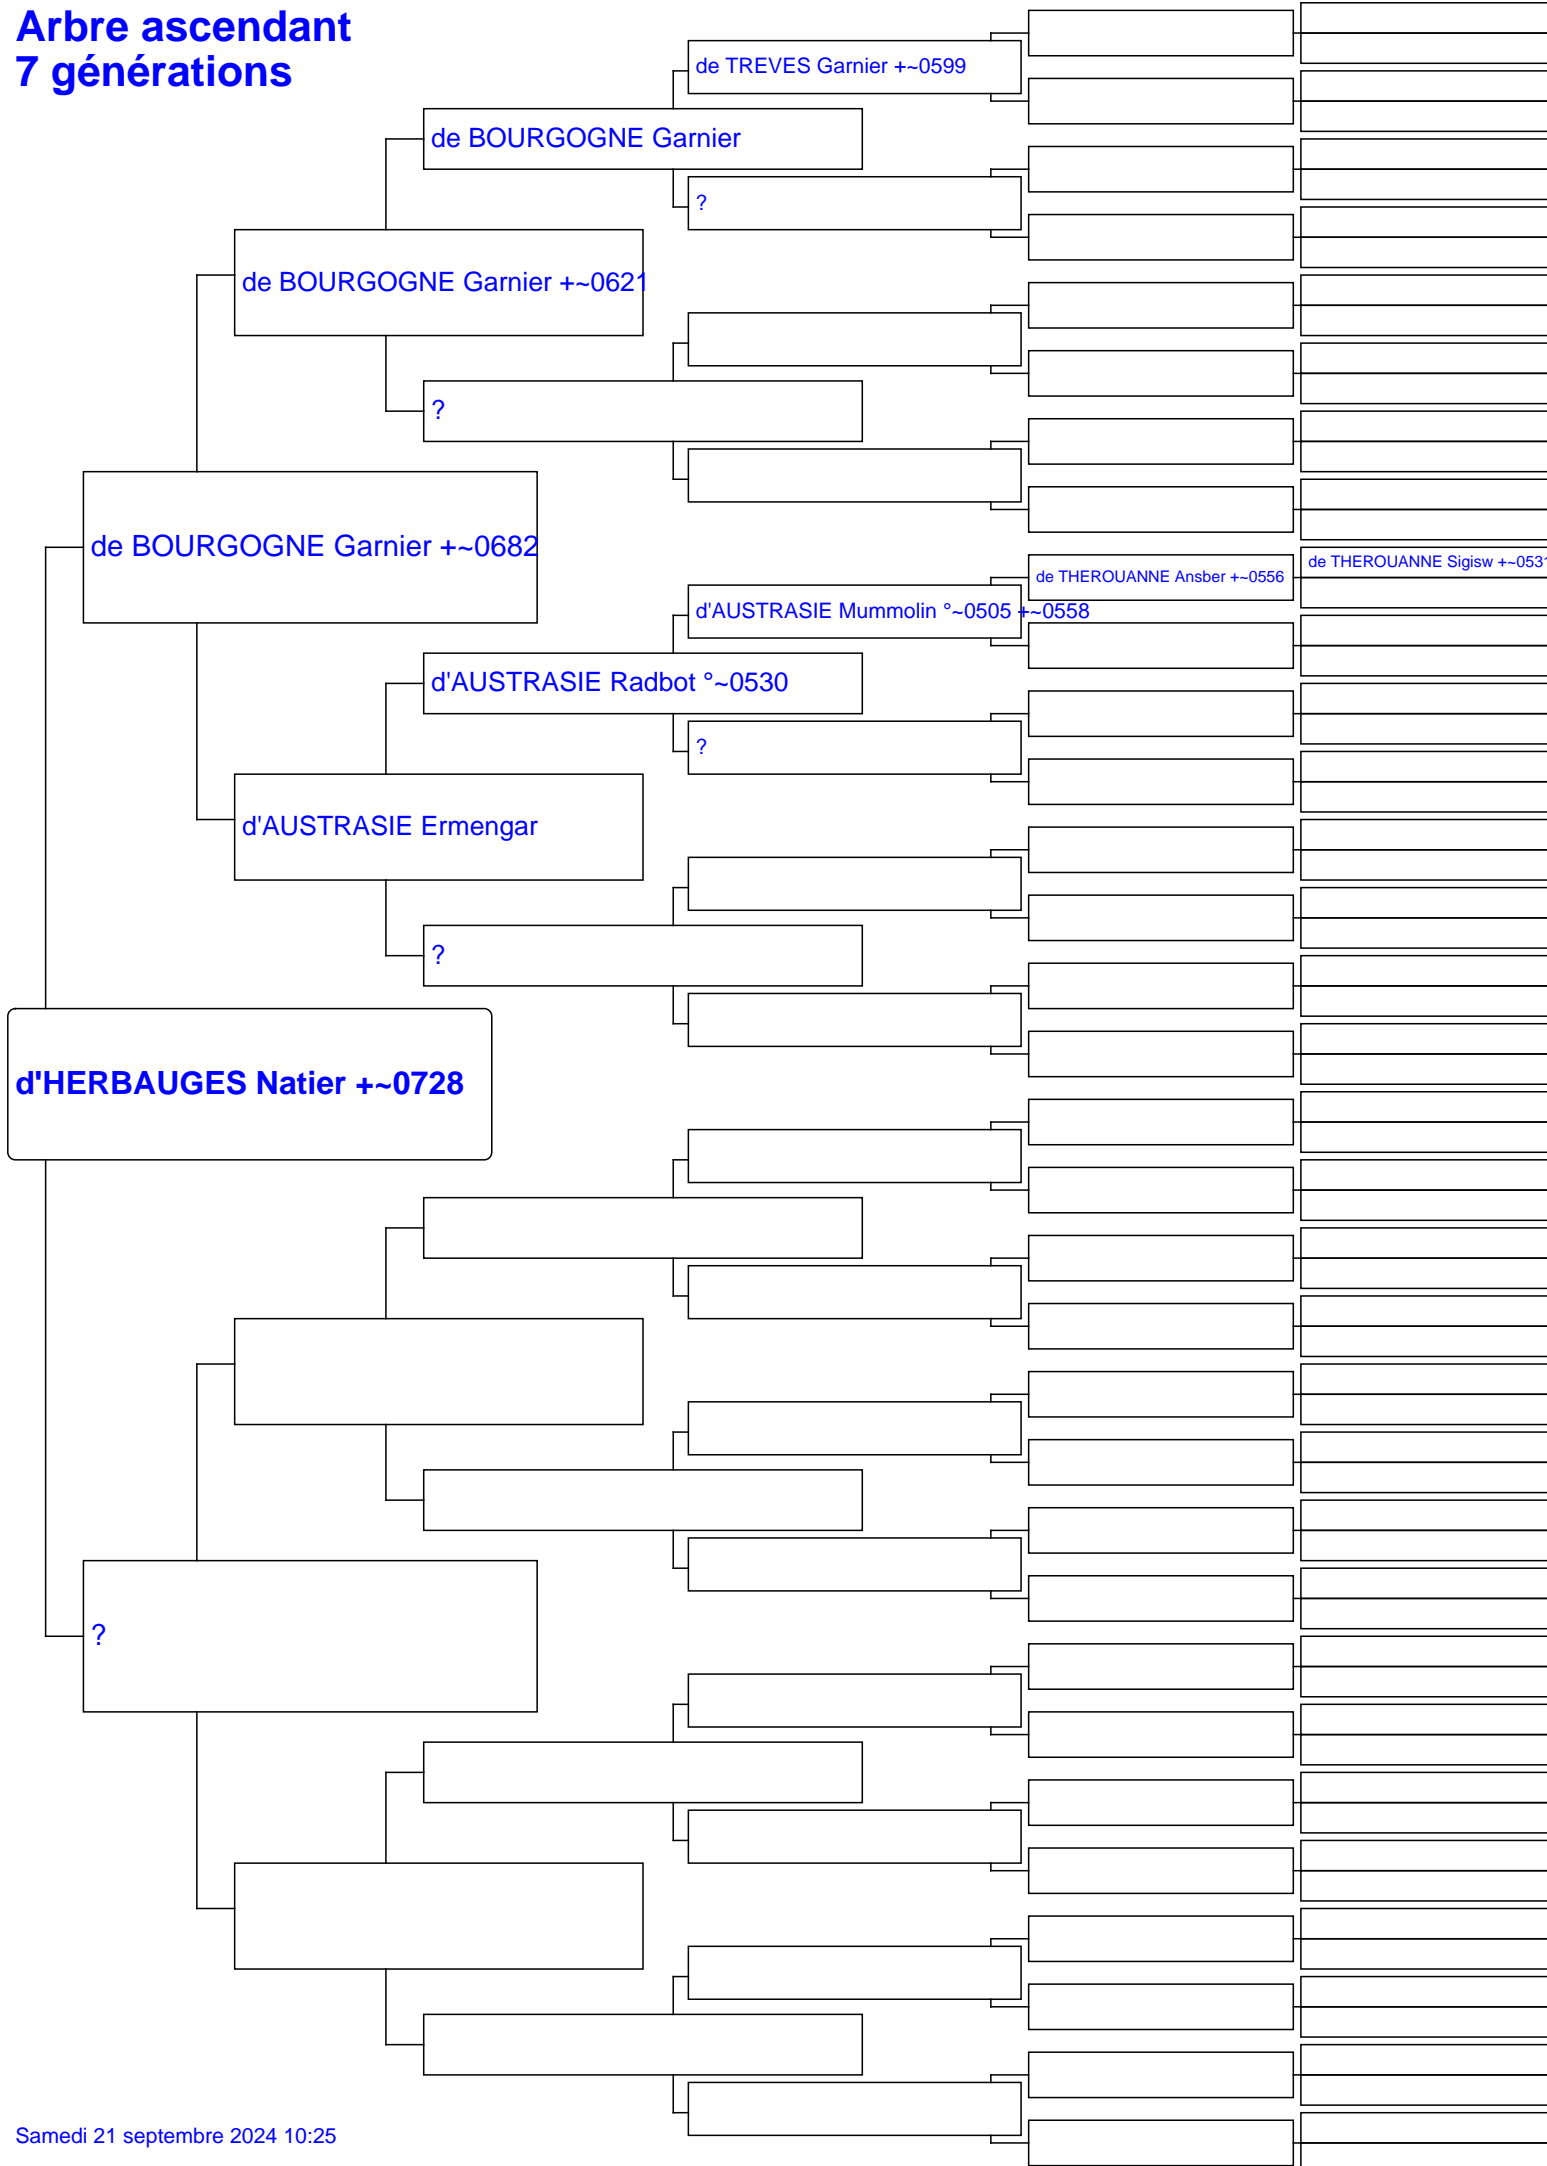 Arbre ascendant
7 générations
de TREVES Garnier +~0599
de BOURGOGNE Garnier
?
de BOURGOGNE Garnier +~0621
?
de BOURGOGNE Garnier +~0682
de THEROUANNE Sigisw +~0531
de THEROUANNE Ansber +~0556
d'AUSTRASIE Mummolin °~0505 +~0558
d'AUSTRASIE Radbot °~0530
?
d'AUSTRASIE Ermengar
?
d'HERBAUGES Natier +~0728
?
Samedi 21 septembre 2024 10:25